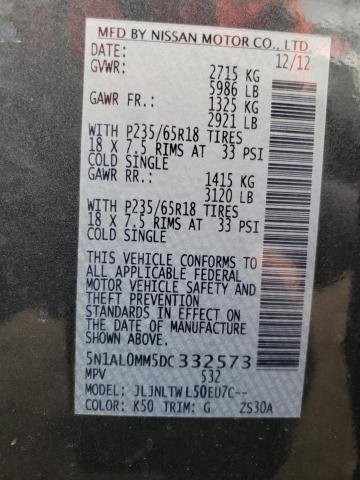 MFD BY NISSAN MOTOR CO., LTD.
DATE: 12/12
GVWR: 2715 KG
5986 LB
GAWR FR.: 1325 KG
2921 LB
WITH P235/65R18 TIRES
18 X 7.5 RIMS AT 33 PSI
COLD SINGLE
GAWR RR.: 1415 KG
3120 LB
WITH P235/65R18 TIRES
18 X 7.5 RIMS AT 33 PSI
COLD SINGLE
THIS VEHICLE CONFORMS TO
ALL APPLICABLE FEDERAL
MOTOR VEHICLE SAFETY AND
THEFT PREVENTION
STANDARDS IN EFFECT ON
THE DATE OF MANUFACTURE
SHOWN ABOVE.
5N1AL0MM5DC332573
MPV 532
MODEL: JLJNLTWL50EU7C--
COLOR: K50 TRIM: G ZS30A